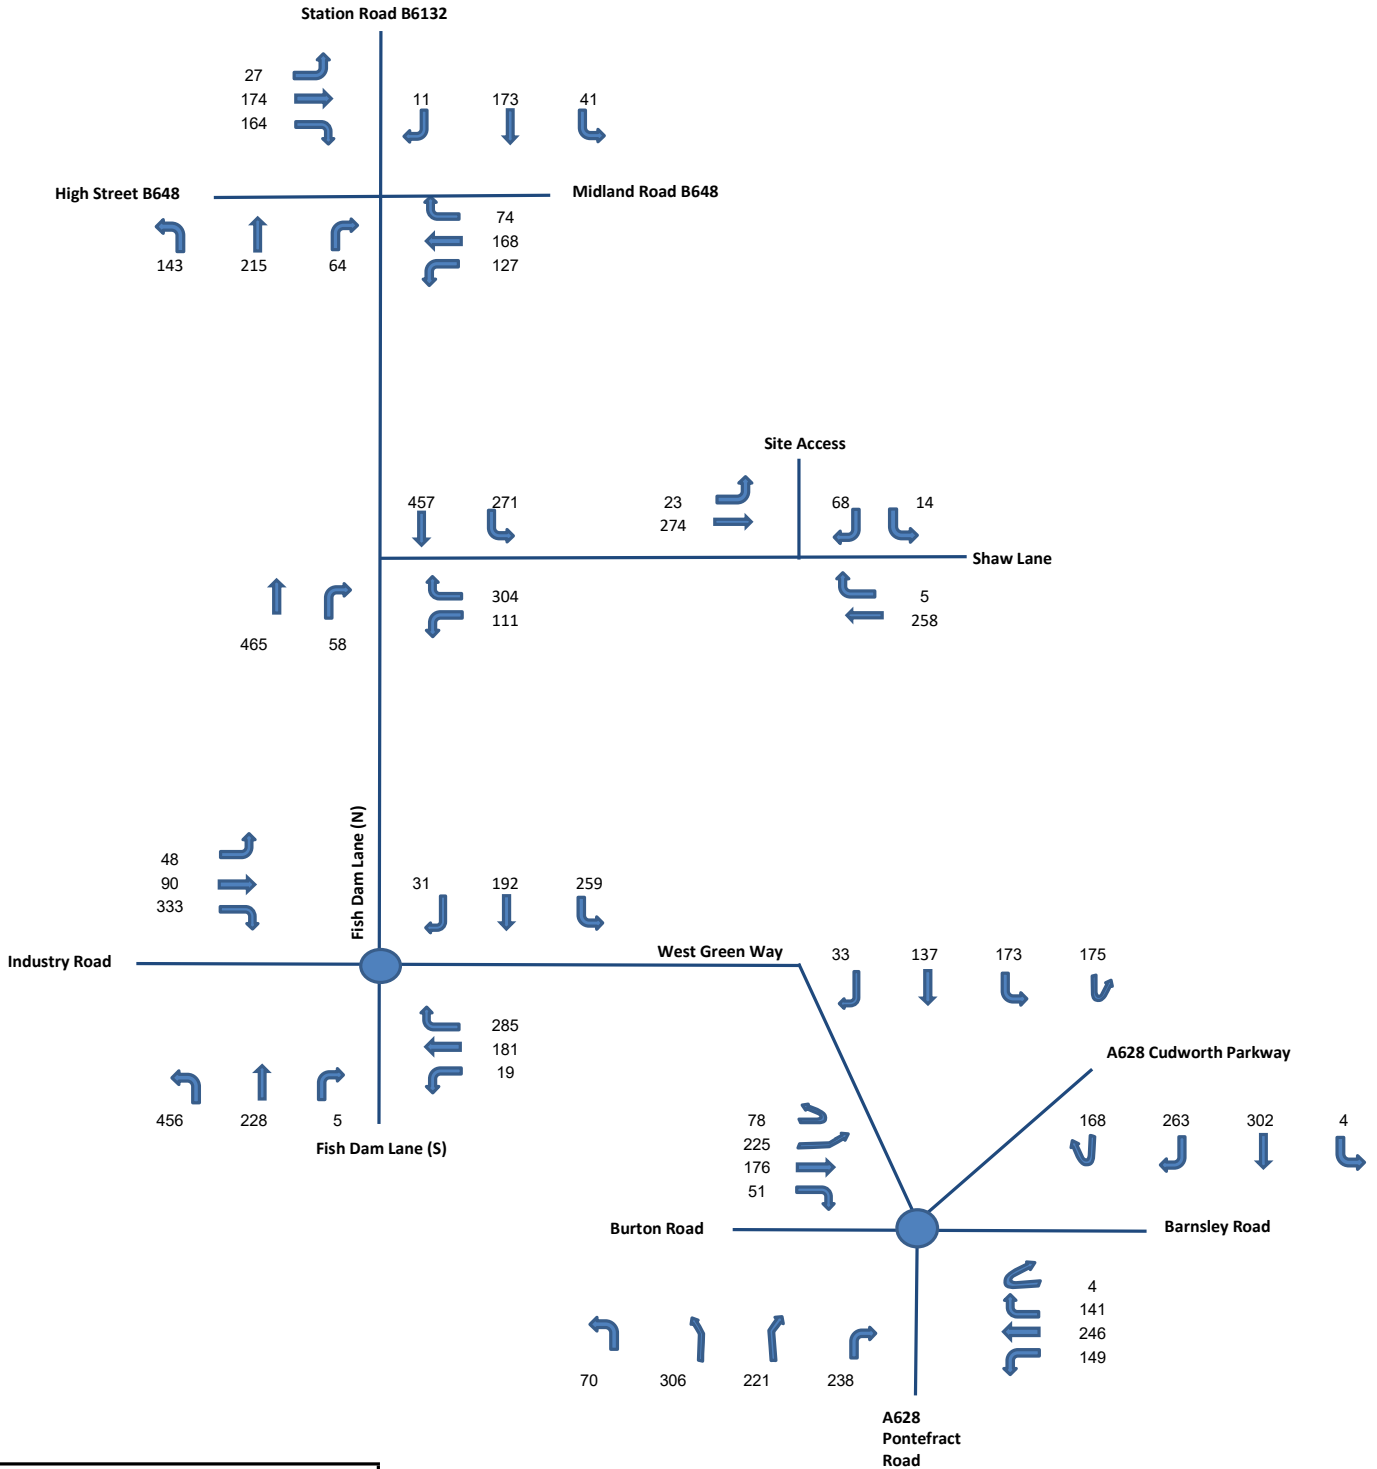 Station Road B6132
27
174
164
11 173 41
High Street B648
Midland Road B648
143 215 64
74
168
127
Site Access
457 271
23
274
68 14
Shaw Lane
304
111
5
258
465 58
Fish Dam Lane (N)
48
90
333
31 192 259
Industry Road
West Green Way
33 137 173 175
285
181
19
456 228 5
Fish Dam Lane (S)
A628 Cudworth Parkway
78
225
176
51
168 263 302 4
Burton Road
Barnsley Road
4
141
246
149
70 306 221 238
A628
Pontefract
Road